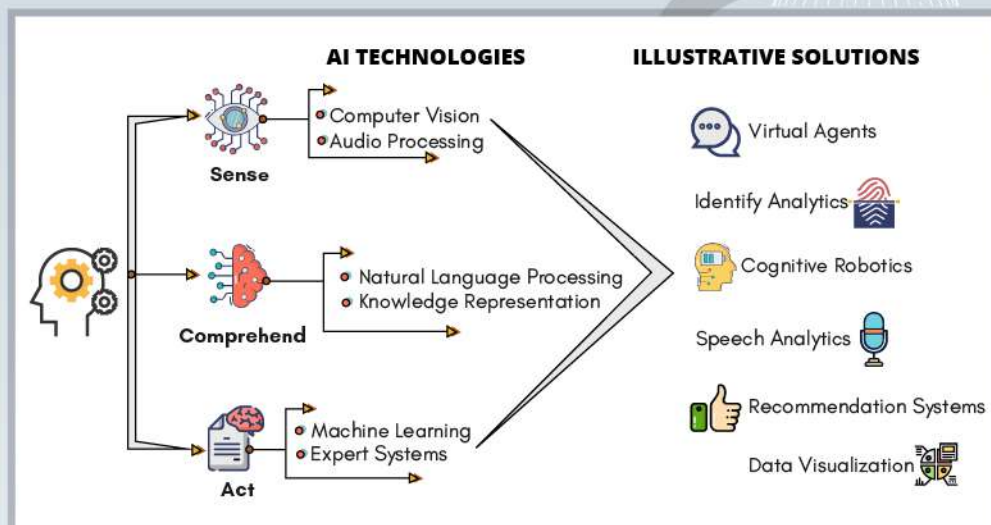 AI TECHNOLOGIES
ILLUSTRATIVE SOLUTIONS
Computer Vision
Audio Processing
Sense
Natural Language Processing
Knowledge Representation
Comprehend
Machine Learning
Expert Systems
Act
Virtual Agents
Identify Analytics
Cognitive Robotics
Speech Analytics
Recommendation Systems
Data Visualization